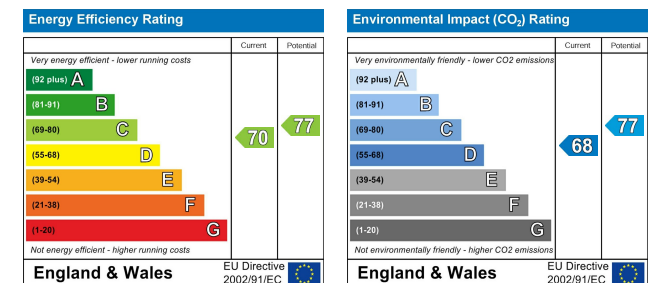 Energy Efficiency Rating
Current Potential
Very energy efficient - lower running costs
(92 plus) A
(81-91) B
(69-80) C
(55-68) D
(39-54) E
(21-38) F
(1-20) G
70
77
Not energy efficient - higher running costs
England & Wales
EU Directive
2002/91/EC
Environmental Impact (CO₂) Rating
Current Potential
Very environmentally friendly - lower CO2 emissions
(92 plus) A
(81-91) B
(69-80) C
(55-68) D
(39-54) E
(21-38) F
(1-20) G
68
77
Not environmentally friendly - higher CO2 emissions
England & Wales
EU Directive
2002/91/EC